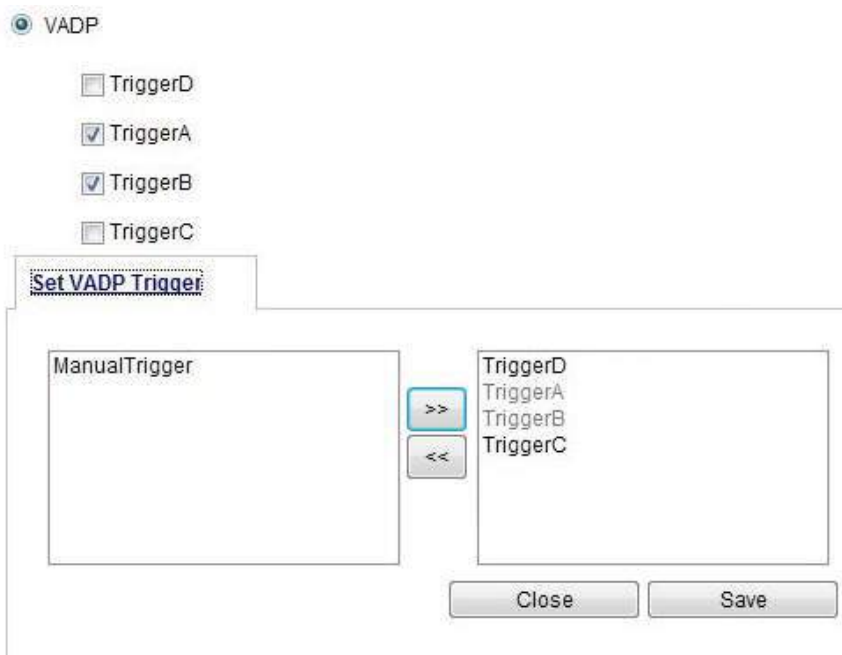 VADP
TriggerD
TriggerA
TriggerB
TriggerC
Set VADP Trigger
ManualTrigger
>>
<<
TriggerD
TriggerA
TriggerB
TriggerC
Close Save